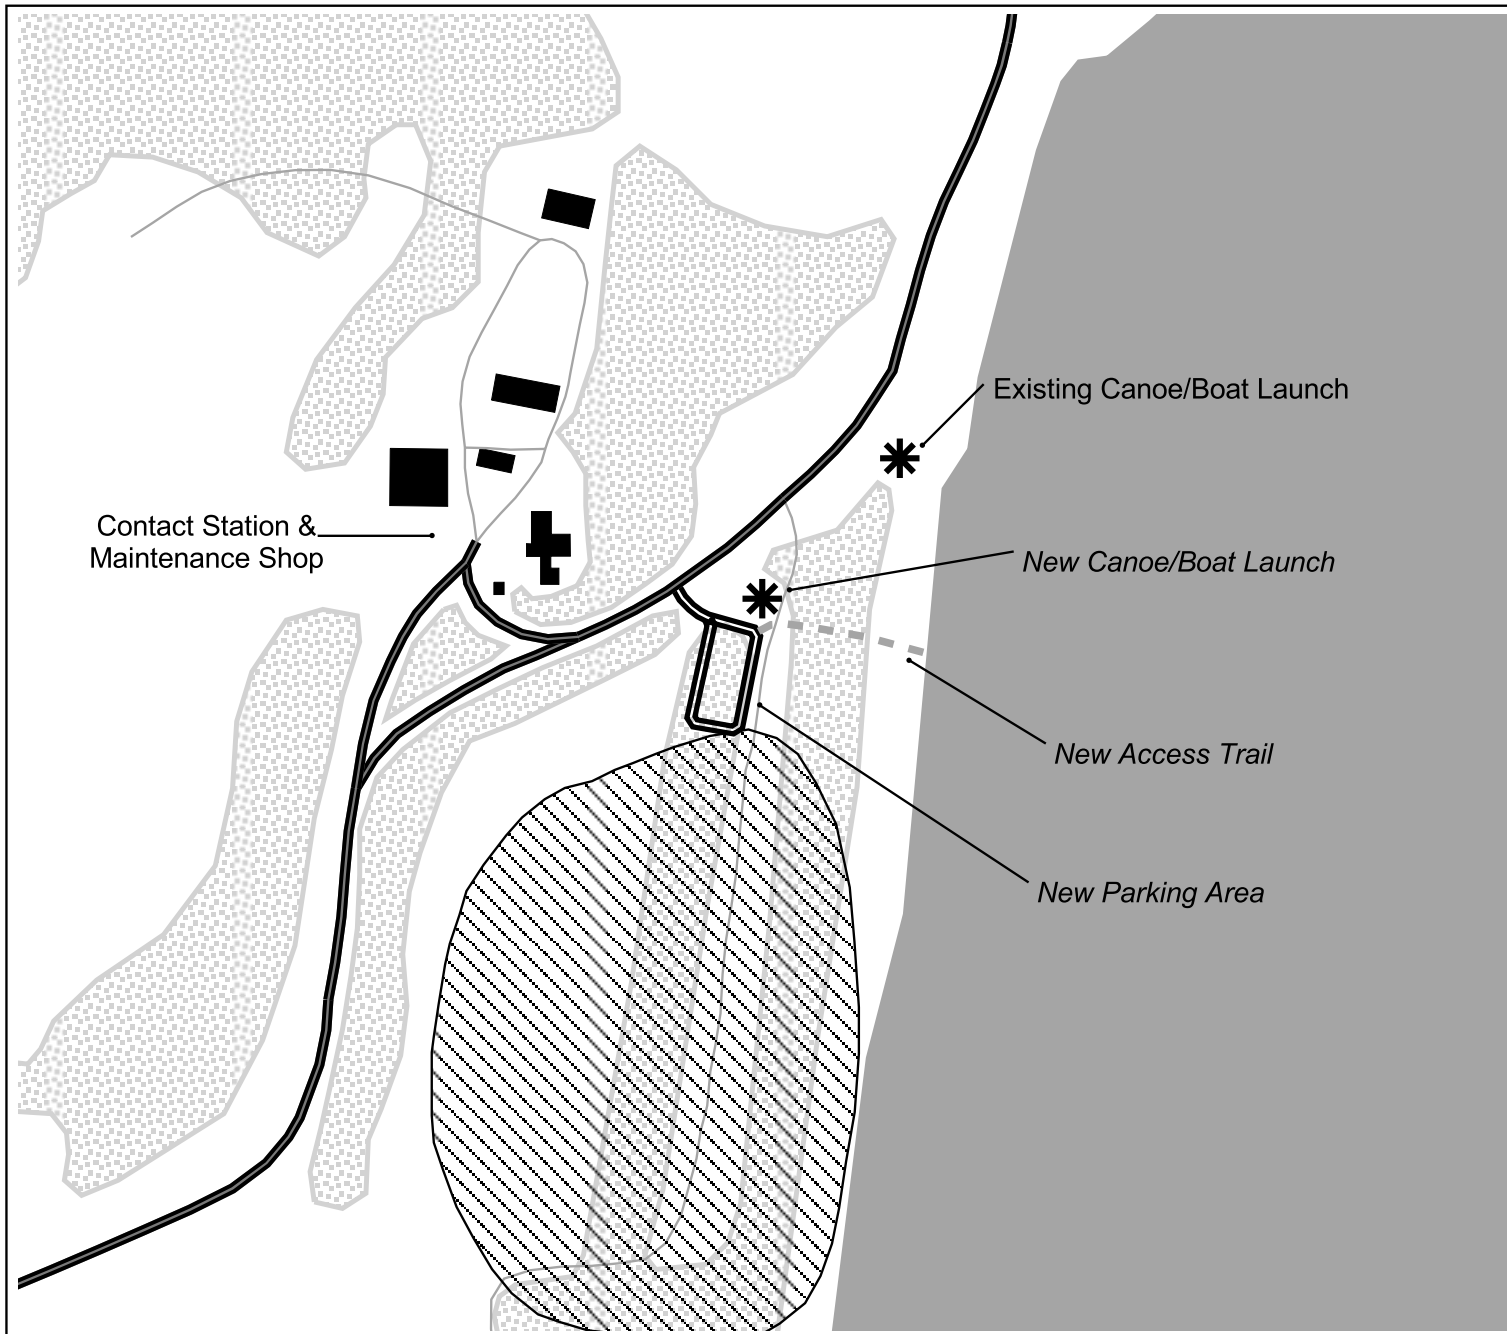 Existing Canoe/Boat Launch
Contact Station &
Maintenance Shop
New Canoe/Boat Launch
New Access Trail
New Parking Area